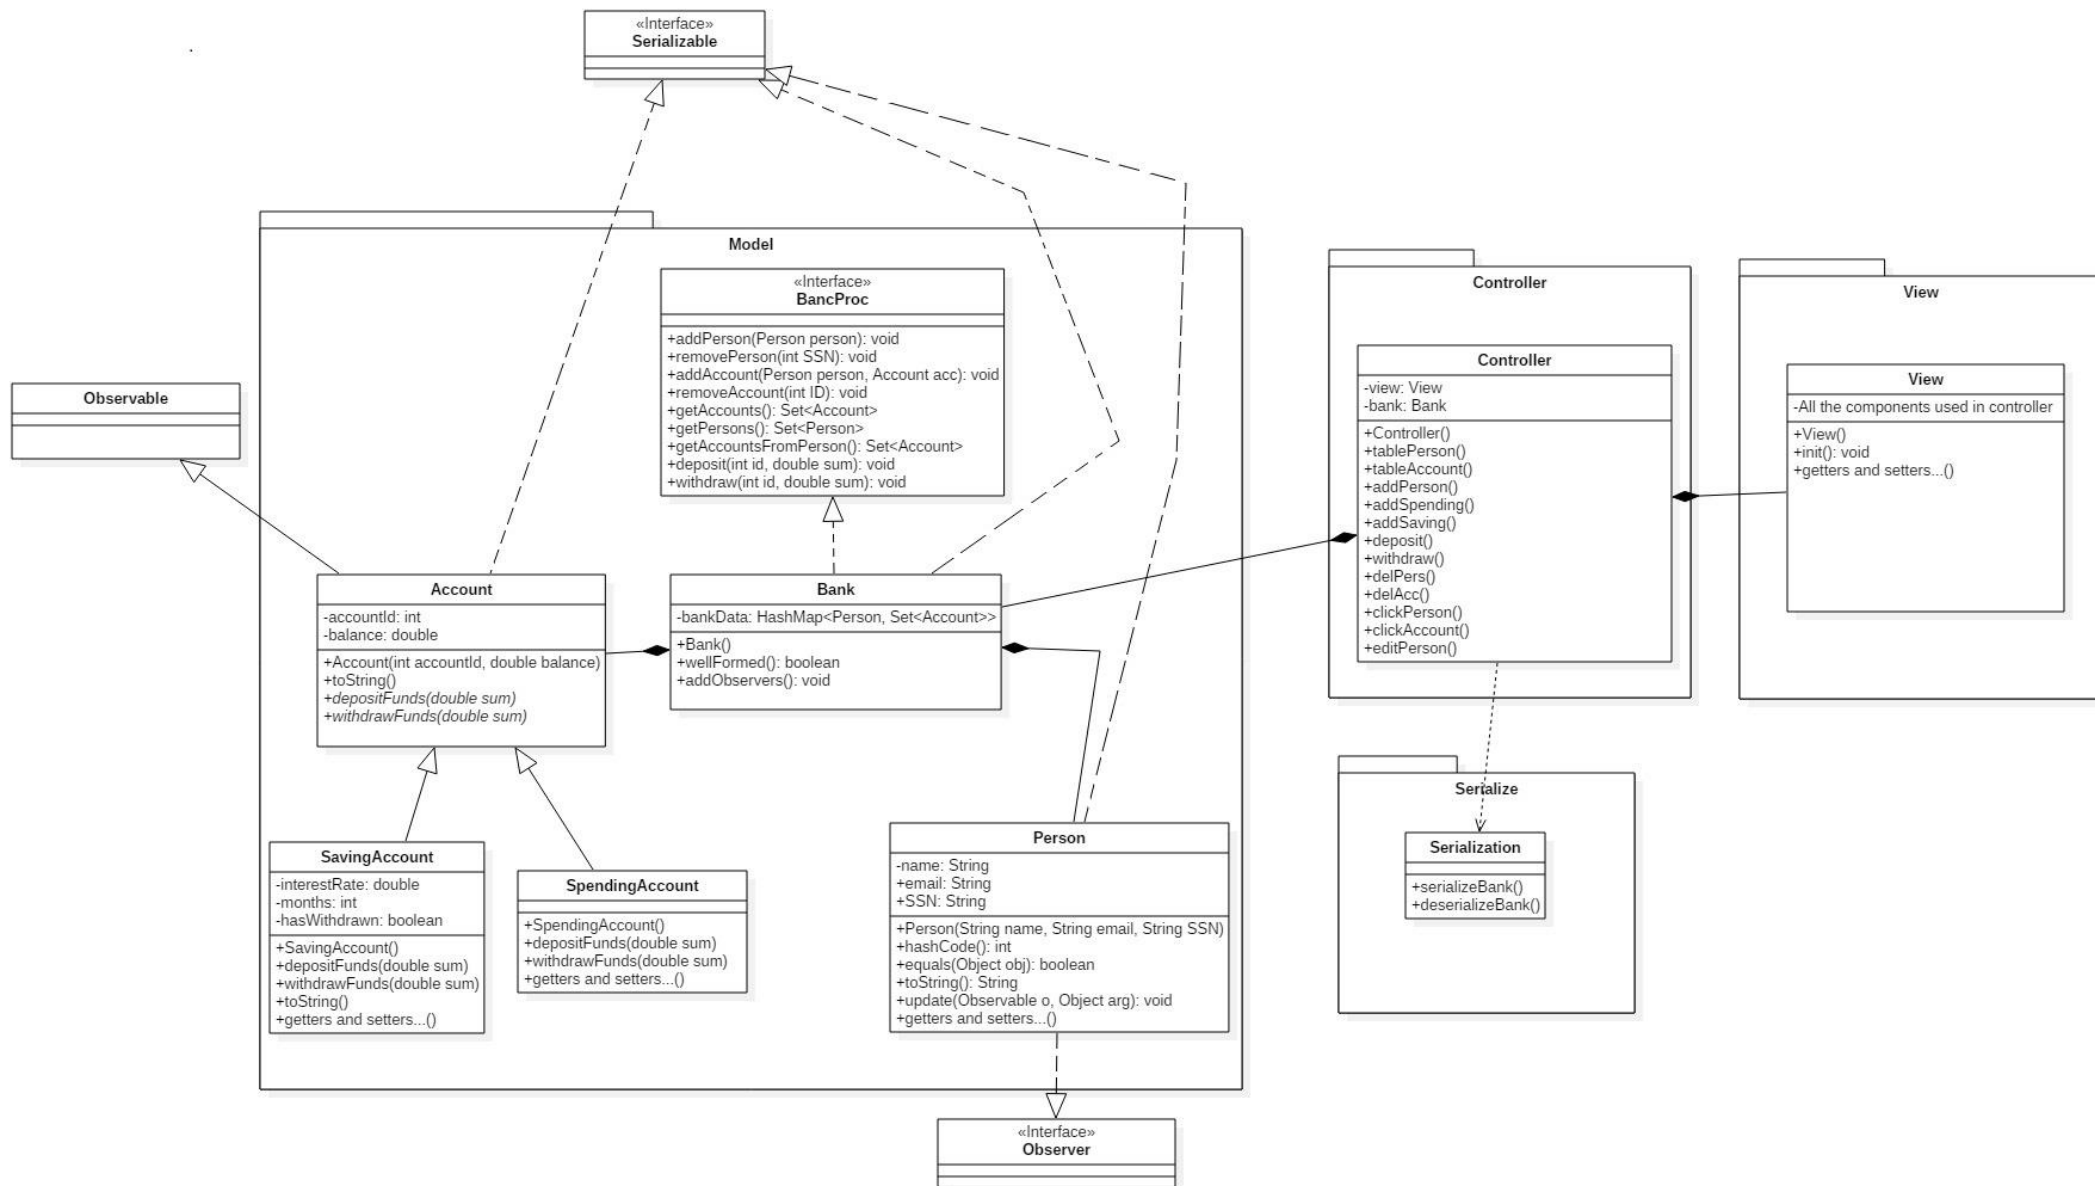 «Interface»
Serializable
Model
«Interface»
BancProc
+addPerson(Person person): void
+removePerson(int SSN): void
+addAccount(Person person, Account acc): void
+removeAccount(int ID): void
+getAccounts(): Set<Account>
+getPersons(): Set<Person>
+getAccountsFromPerson(): Set<Account>
+deposit(int id, double sum): void
+withdraw(int id, double sum): void
Observable
Account
-accountId: int
-balance: double
+Account(int accountId, double balance)
+toString()
+depositFunds(double sum)
+withdrawFunds(double sum)
Bank
-bankData: HashMap<Person, Set<Account>>
+Bank()
+wellFormed(): boolean
+addObservers(): void
SavingAccount
-interestRate: double
-months: int
-hasWithdrawn: boolean
+SavingAccount()
+depositFunds(double sum)
+withdrawFunds(double sum)
+toString()
+getters and setters...()
SpendingAccount
+SpendingAccount()
+depositFunds(double sum)
+withdrawFunds(double sum)
+getters and setters...()
Person
-name: String
+email: String
+SSN: String
+Person(String name, String email, String SSN)
+hashCode(): int
+equals(Object obj): boolean
+toString(): String
+update(Observable o, Object arg): void
+getters and setters...()
«Interface»
Observer
Controller
Controller
-view: View
-bank: Bank
+Controller()
+tablePerson()
+tableAccount()
+addPerson()
+addSpending()
+addSaving()
+deposit()
+withdraw()
+delPers()
+delAcc()
+clickPerson()
+clickAccount()
+editPerson()
View
View
-All the components used in controller
+View()
+init(): void
+getters and setters...()
Serialize
Serialization
+serializeBank()
+deserializeBank()